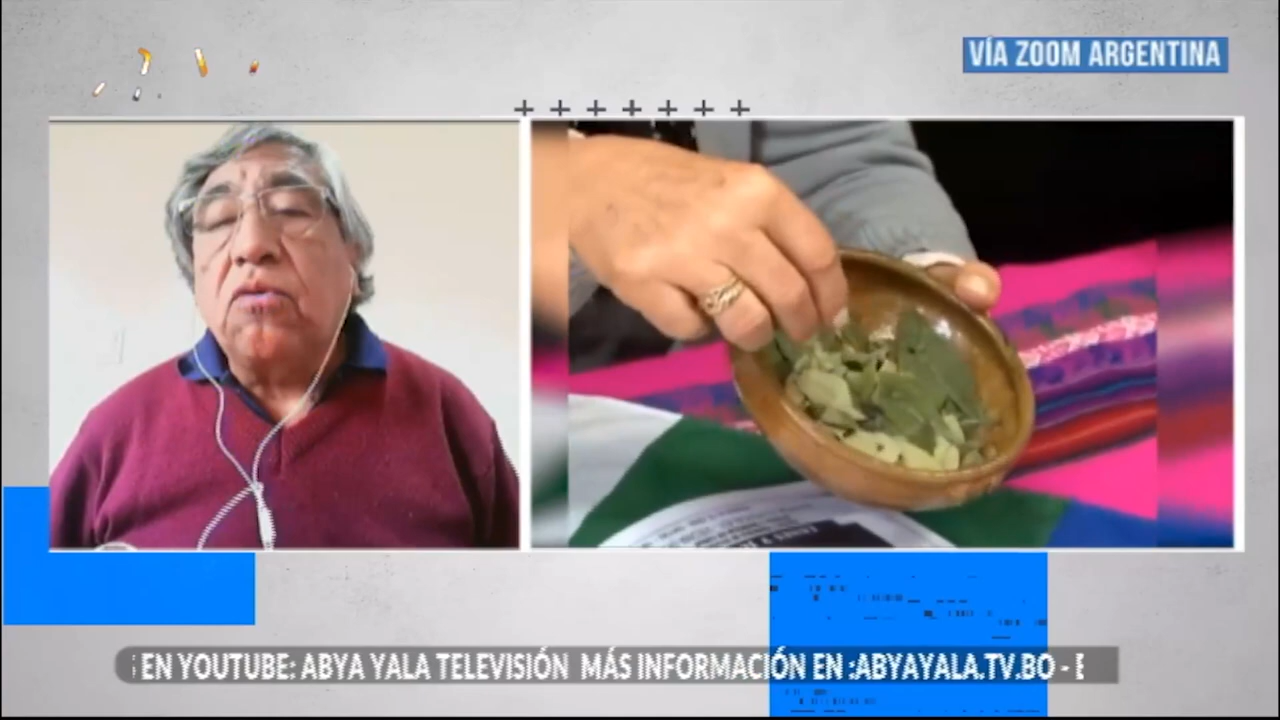 VÍA ZOOM ARGENTINA
EN YOUTUBE: ABYA YALA TELEVISIÓN MÁS INFORMACIÓN EN :ABYAYALA.TV.BO -